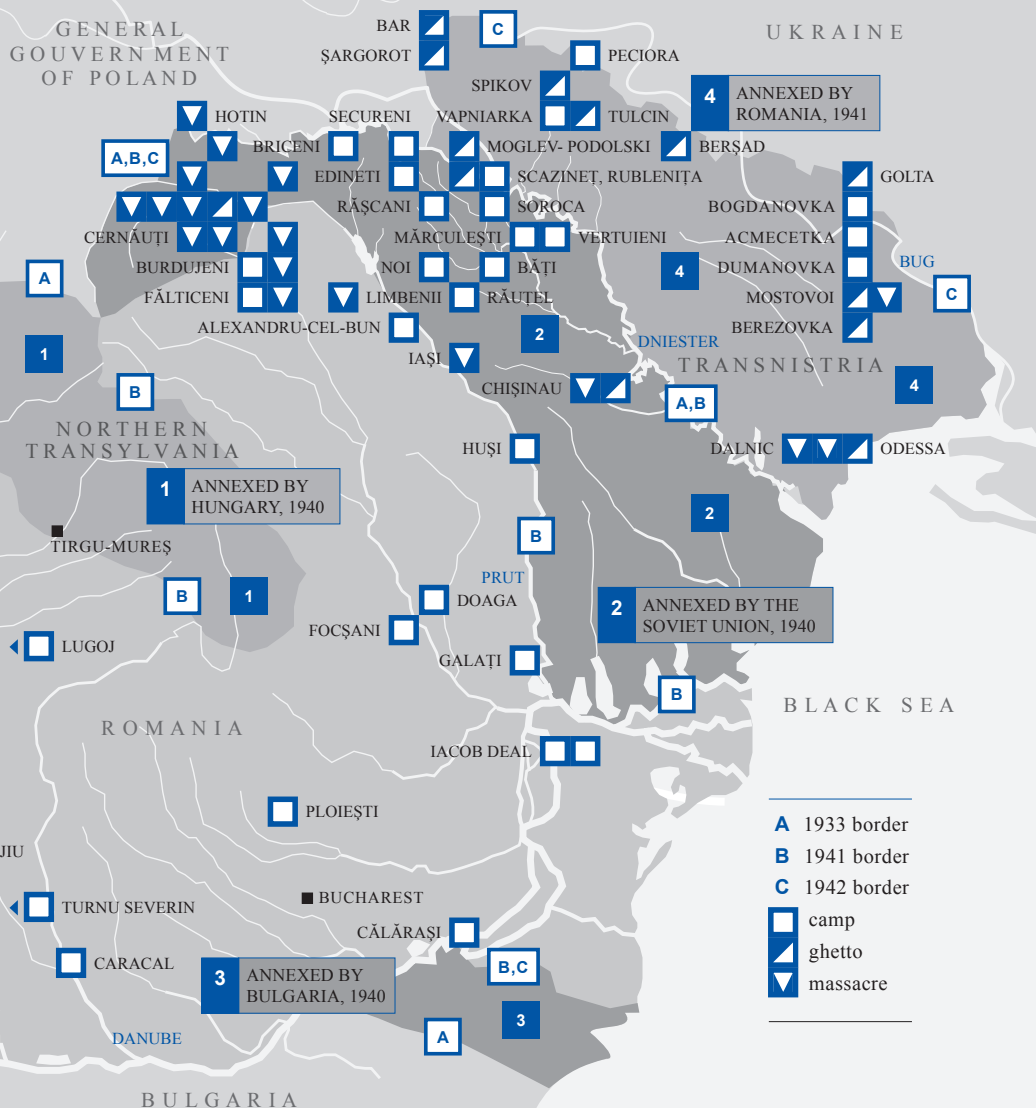 GENERAL
GOUVERNMENT
OF POLAND
BAR
ŞARGOROT
C
UKRAINE
PECIORA
SPIKOV
4 ANNEXED BY
ROMANIA, 1941
HOTIN
SECURENI
VAPNIARKA
TULCIN
A,B,C
BRICENI
MOGLEV- PODOLSKI
BERŞAD
EDINETI
SCAZINEŢ, RUBLENIŢA
GOLTA
RĂŞCANI
SOROCA
BOGDANOVKA
CERNĂUŢI
MĂRCULEŞTI
VERTUIENI
ACMECETKA
A
BURDUJENI
NOI
BĂŢI
4
DUMANOVKA
BUG
C
FĂLTICENI
LIMBENII
RĂUŢEL
MOSTOVOI
ALEXANDRU-CEL-BUN
2
BEREZOVKA
1
IAŞI
DNIESTER
TRANSNISTRIA
B
CHIŞINAU
A,B
4
NORTHERN
TRANSYLVANIA
HUŞI
DALNIC
ODESSA
1 ANNEXED BY
HUNGARY, 1940
2
TIRGU-MUREŞ
B
PRUT
B
1
DOAGA
2 ANNEXED BY THE
SOVIET UNION, 1940
FOCŞANI
LUGOJ
GALAŢI
B
BLACK SEA
ROMANIA
IACOB DEAL
PLOIEŞTI
A 1933 border
JIU
B 1941 border
C 1942 border
BUCHAREST
TURNU SEVERIN
camp
CĂLĂRAŞI
ghetto
CARACAL
3 ANNEXED BY
BULGARIA, 1940
B,C
massacre
3
DANUBE
A
BULGARIA